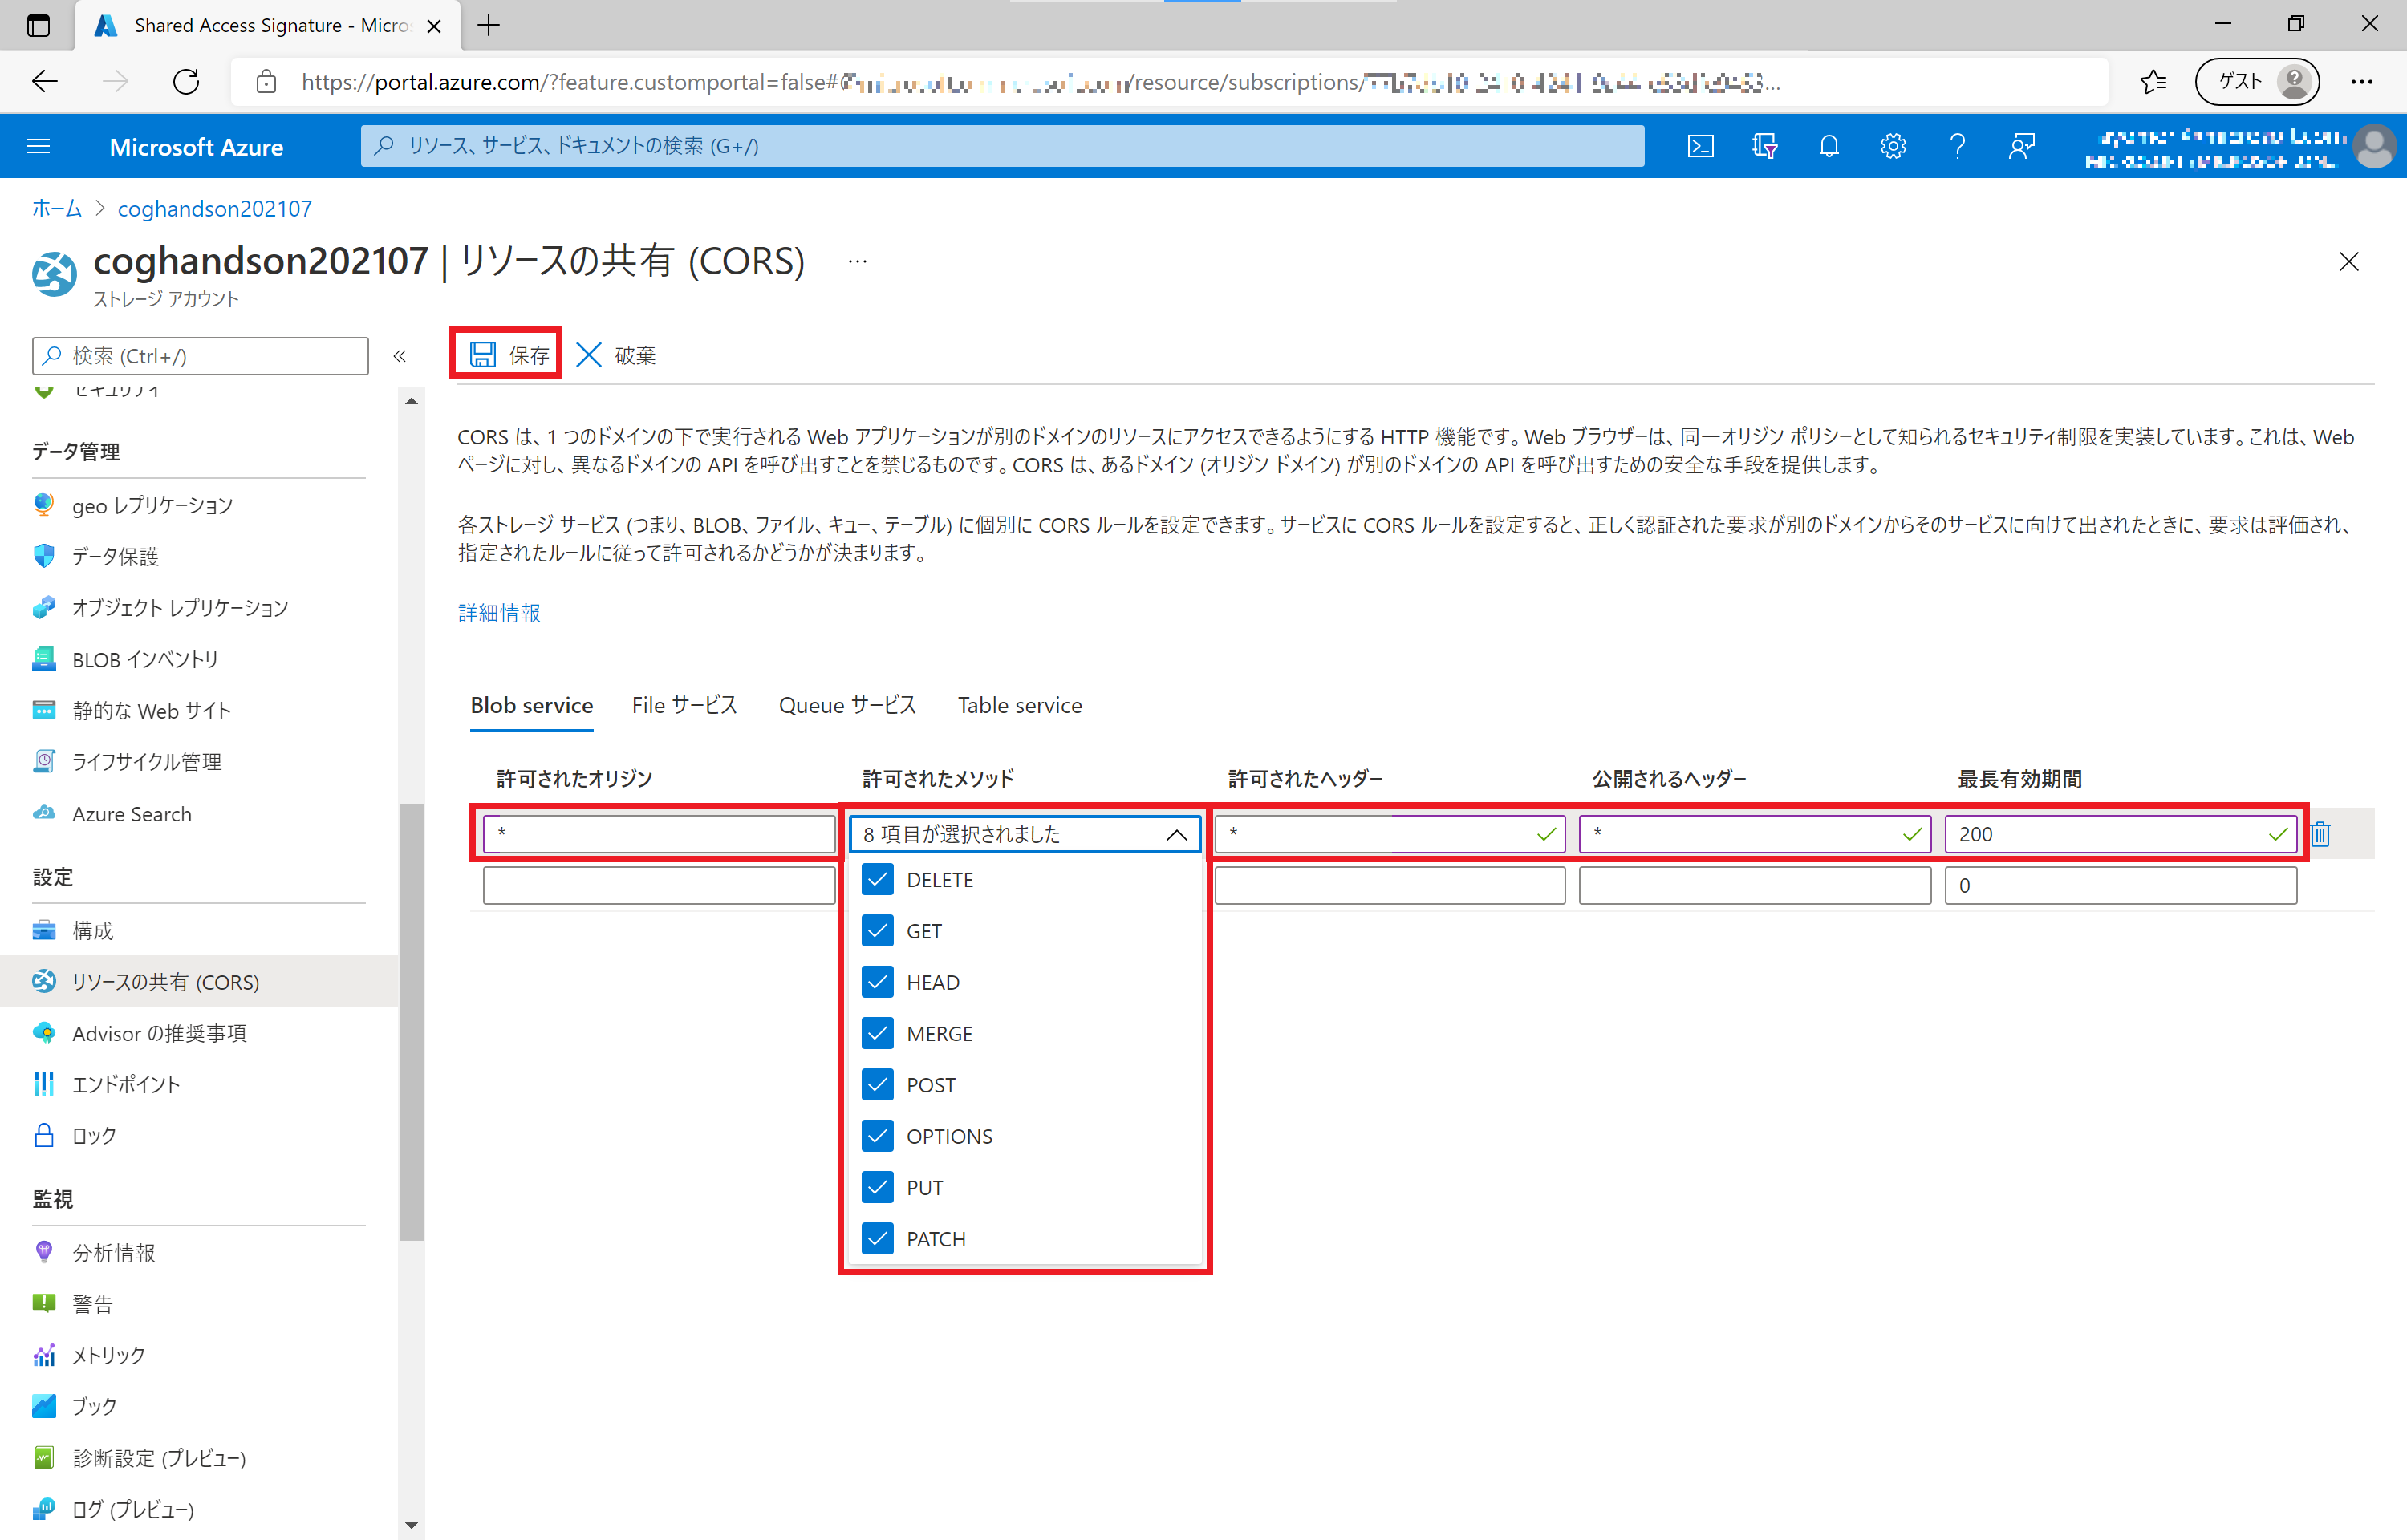 Shared Access Signature - Micro
https://portal.azure.com/?feature.customportal=false#
/resource/subscriptions/
...
ゲスト
Microsoft Azure
リソース、サービス、ドキュメントの検索 (G+/)
ホーム > coghandson202107
coghandson202107 | リソースの共有 (CORS)
ストレージ アカウント
検索 (Ctrl+/)
«
保存
破棄
セキュリティ
データ管理
geo レプリケーション
データ保護
オブジェクト レプリケーション
BLOB インベントリ
静的な Web サイト
ライフサイクル管理
Azure Search
設定
構成
リソースの共有 (CORS)
Advisor の推奨事項
エンドポイント
ロック
監視
分析情報
警告
メトリック
ブック
診断設定 (プレビュー)
ログ (プレビュー)
CORS は、1 つのドメインの下で実行される Web アプリケーションが別のドメインのリソースにアクセスできるようにする HTTP 機能です。Web ブラウザーは、同一オリジン ポリシーとして知られるセキュリティ制限を実装しています。これは、Web
ページに対し、異なるドメインの API を呼び出すことを禁じるものです。CORS は、あるドメイン (オリジン ドメイン) が別のドメインの API を呼び出すための安全な手段を提供します。
各ストレージ サービス (つまり、BLOB、ファイル、キュー、テーブル) に個別に CORS ルールを設定できます。サービスに CORS ルールを設定すると、正しく認証された要求が別のドメインからそのサービスに向けて出されたときに、要求は評価され、
指定されたルールに従って許可されるかどうかが決まります。
詳細情報
Blob service File サービス Queue サービス Table service
許可されたオリジン 許可されたメソッド 許可されたヘッダー 公開されるヘッダー 最長有効期間
* 8 項目が選択されました * * 200
0
DELETE
GET
HEAD
MERGE
POST
OPTIONS
PUT
PATCH